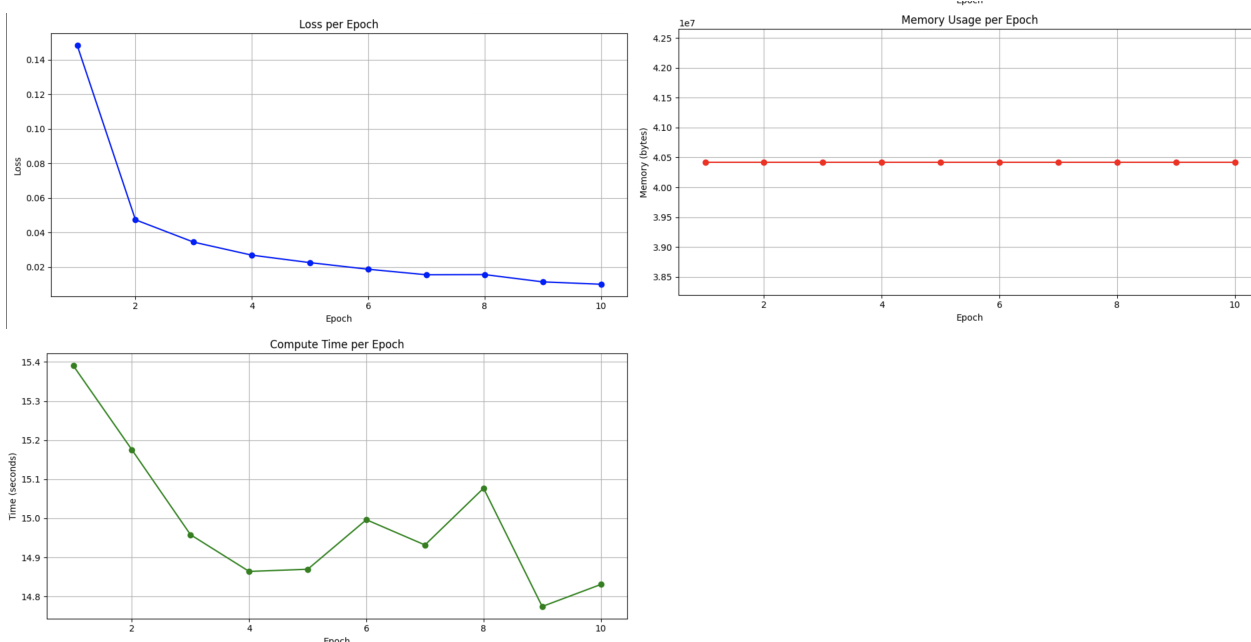 Epoch
Loss per Epoch
0.14
0.12
0.10
0.08
0.06
0.04
0.02
Loss
2 4 6 8 10
Epoch
Memory Usage per Epoch
1e7
4.25
4.20
4.15
4.10
4.05
4.00
3.95
3.90
3.85
Memory (bytes)
2 4 6 8 10
Epoch
Compute Time per Epoch
15.4
15.3
15.2
15.1
15.0
14.9
14.8
Time (seconds)
2 4 6 8 10
Epoch